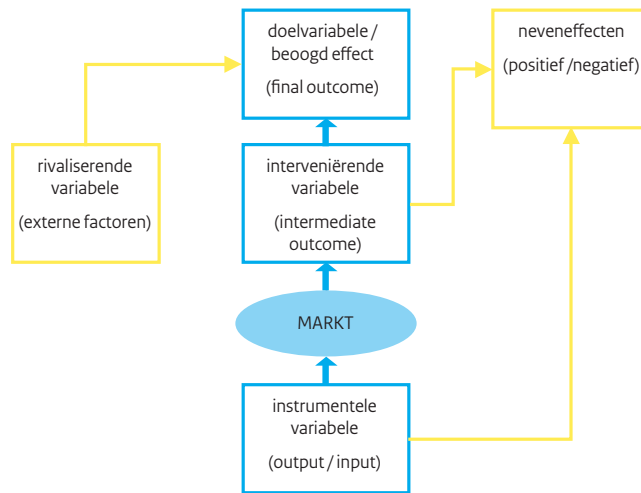 doelvariabele /
beoogd effect
(final outcome)
neveneffecten
(positief /negatief)
rivaliserende
variabele
(externe factoren)
interveniërende
variabele
(intermediate
outcome)
MARKT
instrumentele
variabele
(output / input)